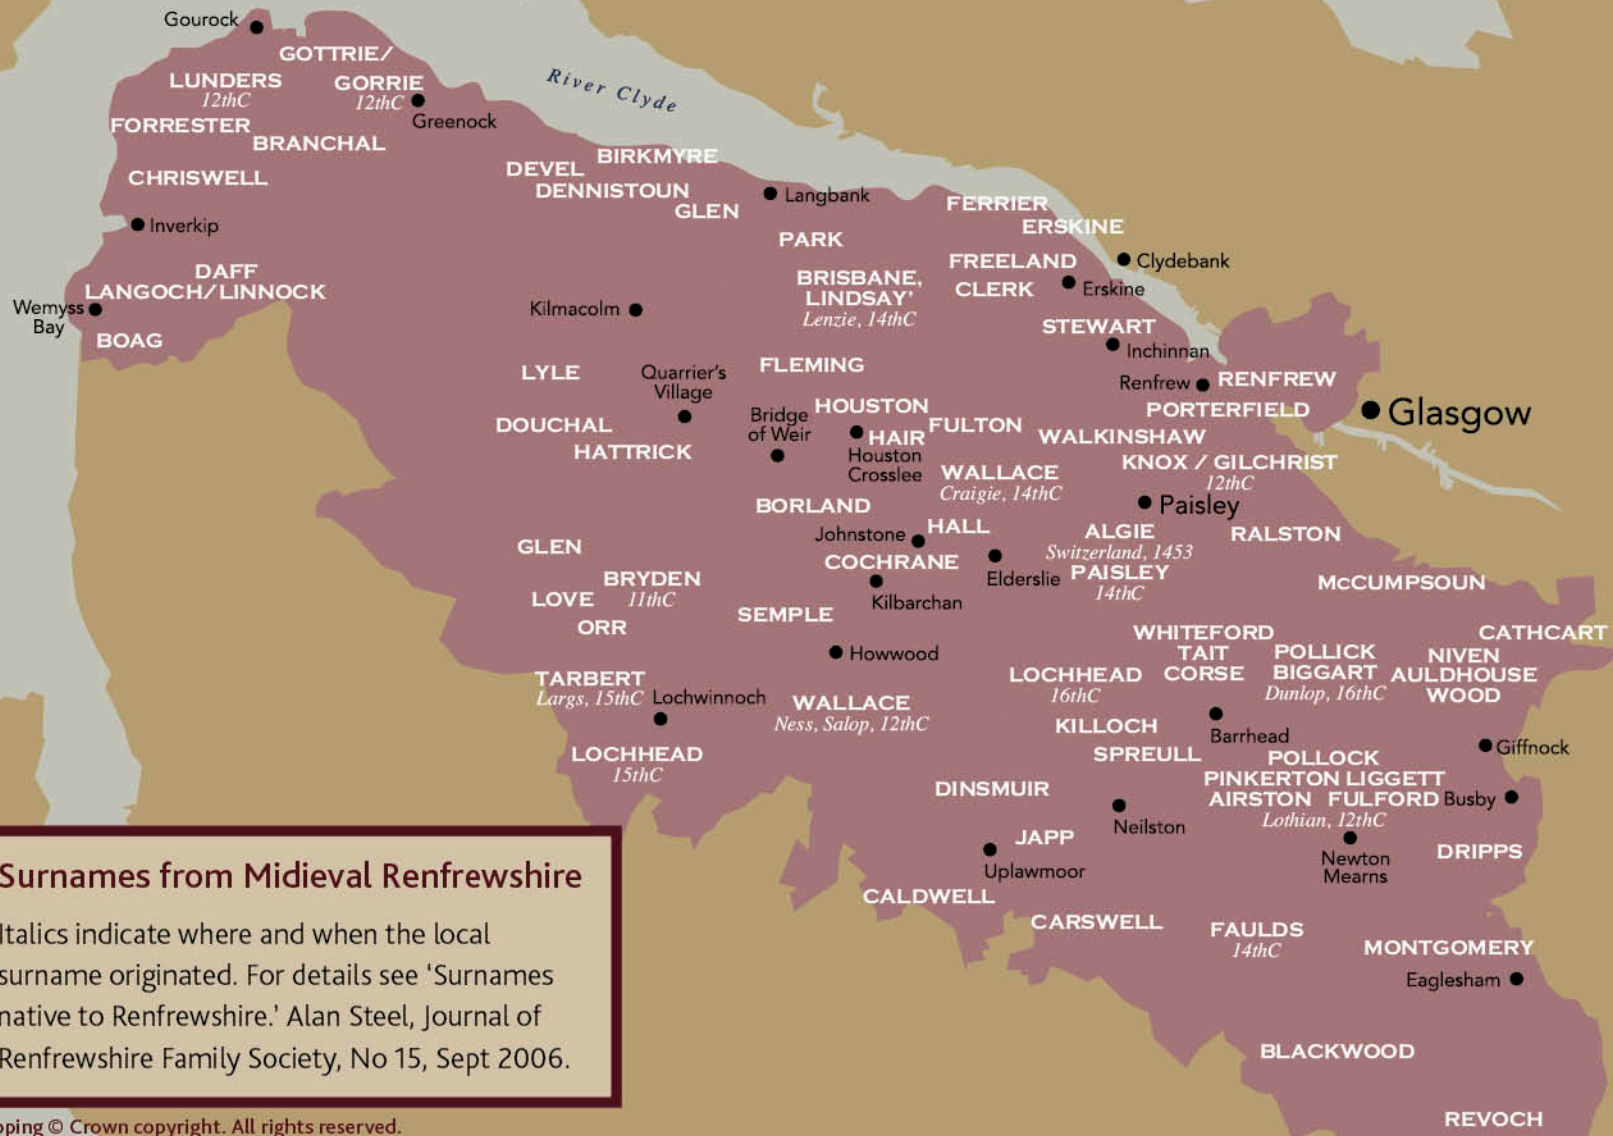 Gourock
GOTTRIE/
GORRIE
12thC
LUNDERS
12thC
Greenock
FORRESTER
BRANCHAL
CHRISWELL
Inverkip
DAFF
LANGOCH/LINNOCK
Wemyss
Bay
BOAG
River Clyde
DEVEL
BIRKMYRE
DENNISTOUN
GLEN
Langbank
PARK
BRISBANE,
LINDSAY'
Lenzie, 14thC
FERRIER
ERSKINE
FREELAND
CLERK
Clydebank
Erskine
STEWART
Inchinnan
Renfrew
RENFREW
PORTERFIELD
Glasgow
Kilmacolm
LYLE
Quarrier's
Village
FLEMING
DOUCHAL
HATTRICK
Bridge
of Weir
HOUSTON
HAIR
Houston
Crosslee
FULTON
WALKINSHAW
KNOX / GILCHRIST
12thC
WALLACE
Craigie, 14thC
Paisley
BORLAND
Johnstone
HALL
ALGIE
Switzerland, 1453
RALSTON
COCHRANE
Elderslie
PAISLEY
14thC
Kilbarchan
McCUMPSOUN
GLEN
BRYDEN
11thC
LOVE
ORR
SEMPLE
Howwood
WHITEFORD
TAIT
CORSE
POLLICK
BIGGART
Dunlop, 16thC
CATHCART
NIVEN
AULDHOUSE
WOOD
TARBERT
Largs, 15thC
Lochwinnoch
WALLACE
Ness, Salop, 12thC
LOCHHEAD
16thC
KILLOCH
SPREULL
Barrhead
Giffnock
LOCHHEAD
15thC
POLLOCK
PINKERTON LIGGETT
AIRSTON FULFORD
Lothian, 12thC
Busby
DINSMUIR
Neilston
JAPP
Uplawmoor
Newton
Mearns
DRIPPS
CALDWELL
CARSWELL
FAULDS
14thC
MONTGOMERY
Eaglesham
BLACKWOOD
REVOCH
Surnames from Midieval Renfrewshire
Italics indicate where and when the local
surname originated. For details see 'Surnames
native to Renfrewshire.' Alan Steel, Journal of
Renfrewshire Family Society, No 15, Sept 2006.
pping © Crown copyright. All rights reserved.